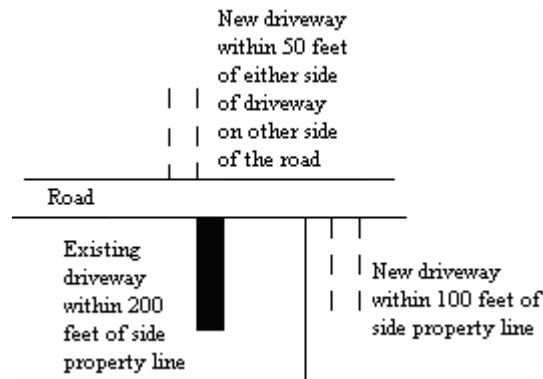 New driveway
within 50 feet
of either side
of driveway
on other side
of the road
Road
Existing
driveway
within 200
feet of side
property line
New driveway
within 100 feet of
side property line